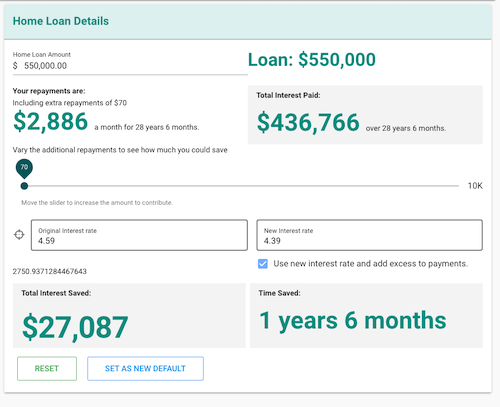 Home Loan Details
Home Loan Amount
$ 550,000.00
Loan: $550,000
Your repayments are:
Including extra repayments of $70
$2,886 a month for 28 years 6 months.
Total Interest Paid:
$436,766 over 28 years 6 months.
Vary the additional repayments to see how much you could save
70
10K
Move the slider to increase the amount to contribute.
Original Interest rate
4.59
New Interest rate
4.39
Use new interest rate and add excess to payments.
2750.9371284467643
Total Interest Saved:
$27,087
Time Saved:
1 years 6 months
RESET
SET AS NEW DEFAULT